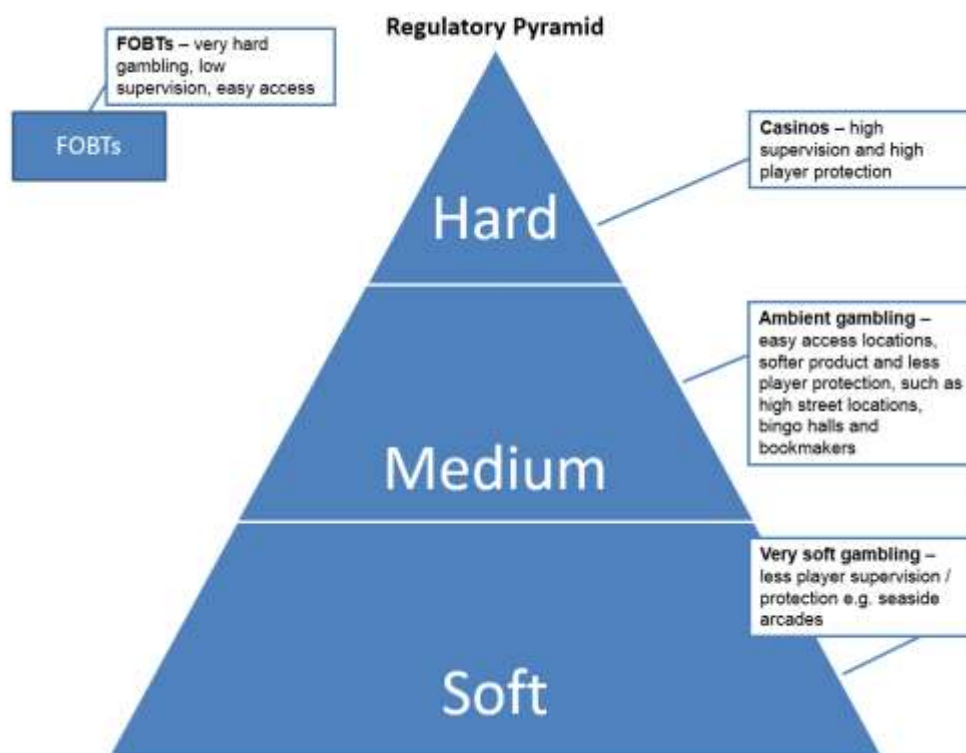 Regulatory Pyramid
FOBTs – very hard
gambling, low
supervision, easy access
FOBTs
Casinos – high
supervision and high
player protection
Hard
Ambient gambling –
easy access locations,
softer product and less
player protection, such as
high street locations,
bingo halls and
bookmakers
Medium
Very soft gambling –
less player supervision /
protection e.g. seaside
arcades
Soft